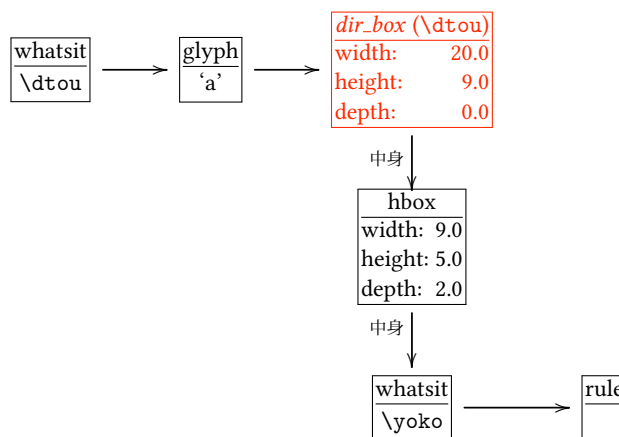 whatsit
\dtou
glyph
‘a’
dir_box (\dtou)
width: 20.0
height: 9.0
depth: 0.0
中身
hbox
width: 9.0
height: 5.0
depth: 2.0
中身
whatsit
\yoko
rule